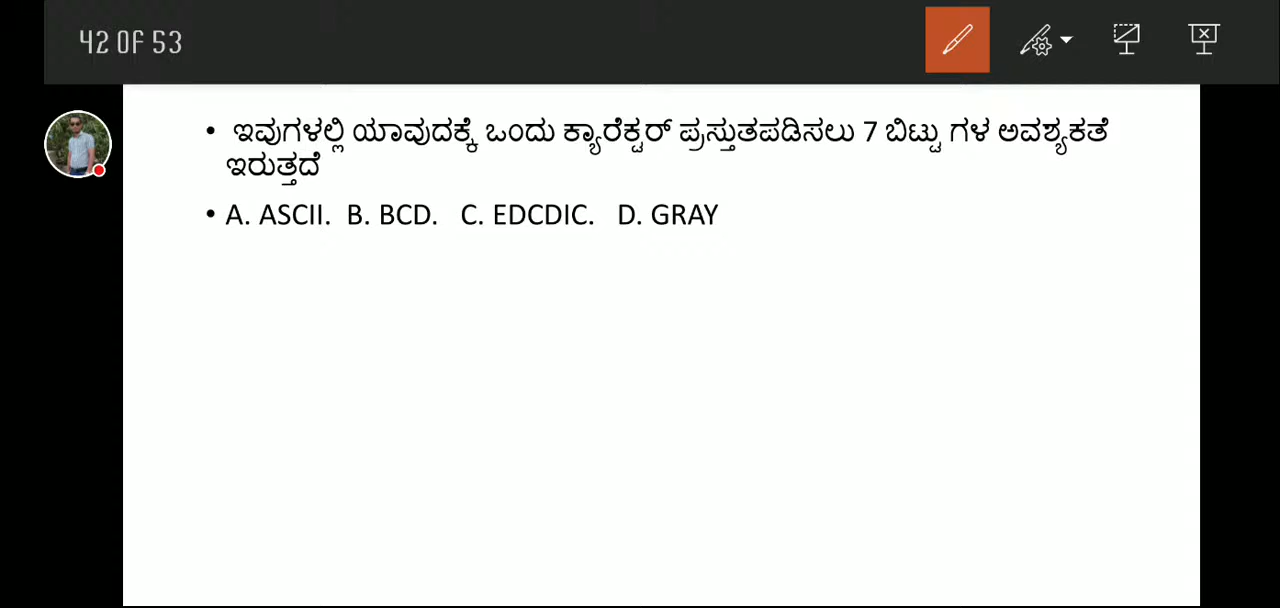 42 OF 53
• ಇವುಗಳಲ್ಲಿ ಯಾವುದಕ್ಕೆ ಒಂದು ಕ್ಯಾರೆಕ್ಟರ್ ಪ್ರಸ್ತುತಪಡಿಸಲು 7 ಬಿಟ್ಟು ಗಳ ಅವಶ್ಯಕತೆ
ಇರುತ್ತದೆ
• A. ASCII. B. BCD. C. EDCDIC. D. GRAY